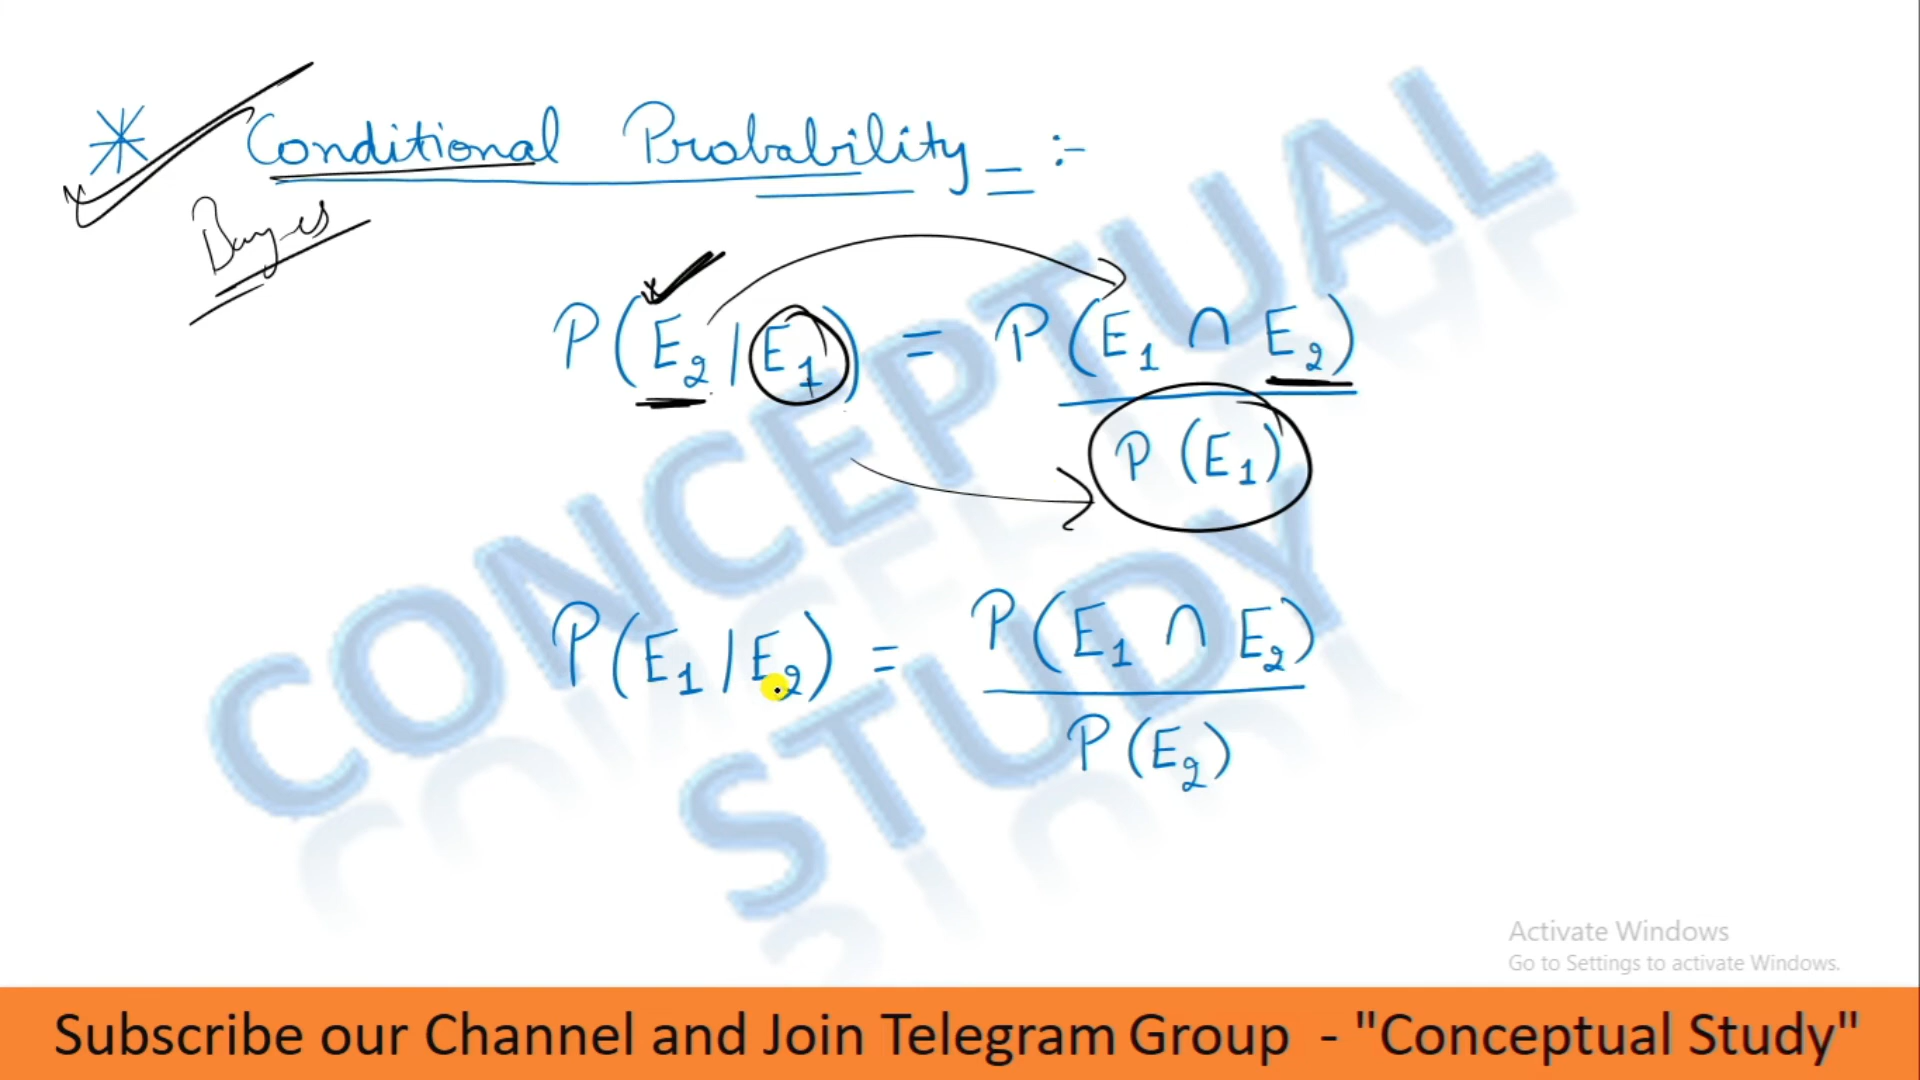 * Conditional Probability :-
Bayes
P(E₂/E₁) = P(E₁ ∩ E₂)
P(E₁)
P(E₁/E₂) = P(E₁ ∩ E₂)
P(E₂)
CONCEPTUAL
STUDY
Activate Windows
Go to Settings to activate Windows.
Subscribe our Channel and Join Telegram Group - "Conceptual Study"